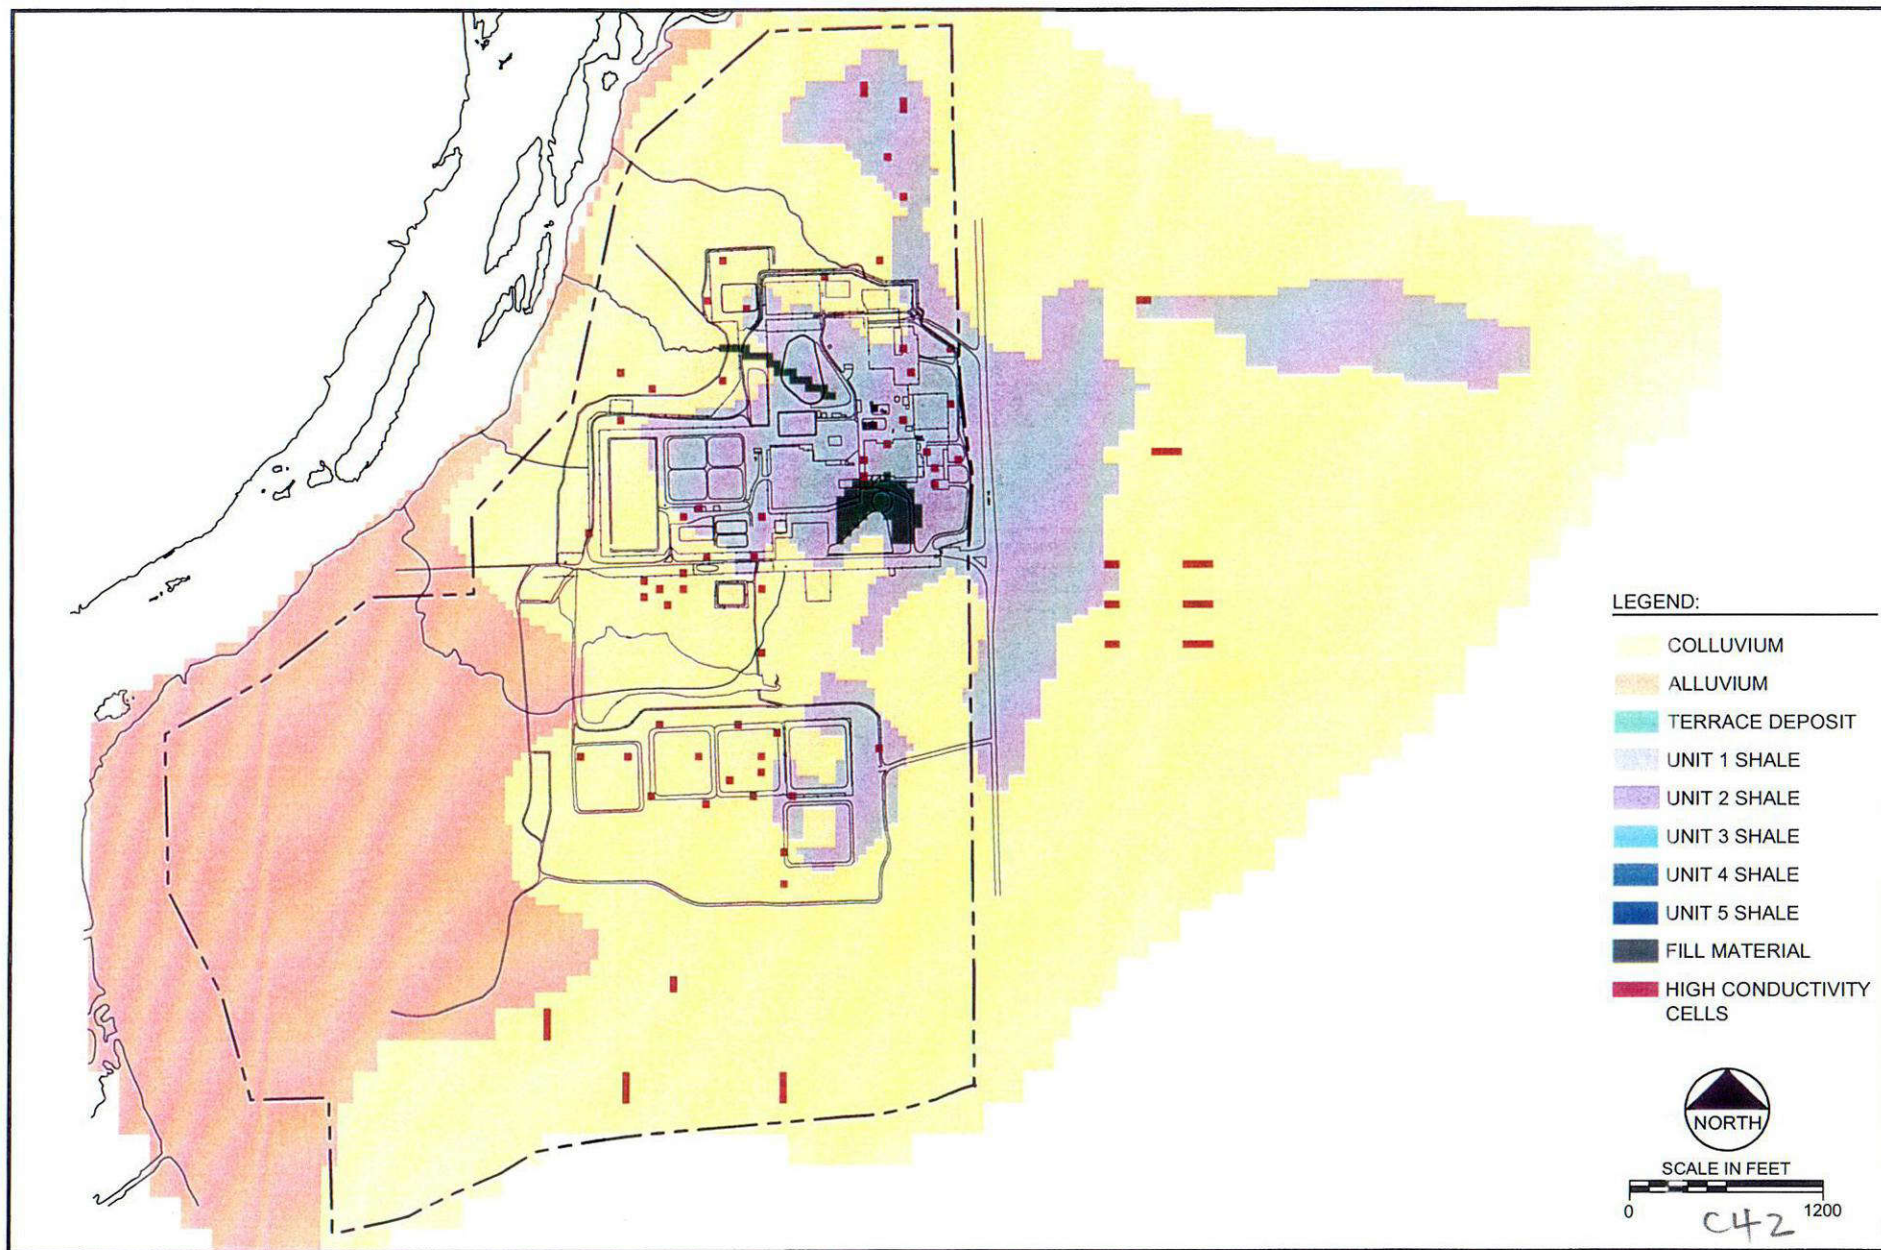 LEGEND:
COLLUVIUM
ALLUVIUM
TERRACE DEPOSIT
UNIT 1 SHALE
UNIT 2 SHALE
UNIT 3 SHALE
UNIT 4 SHALE
UNIT 5 SHALE
FILL MATERIAL
HIGH CONDUCTIVITY
CELLS
NORTH
SCALE IN FEET
0 1200
C42